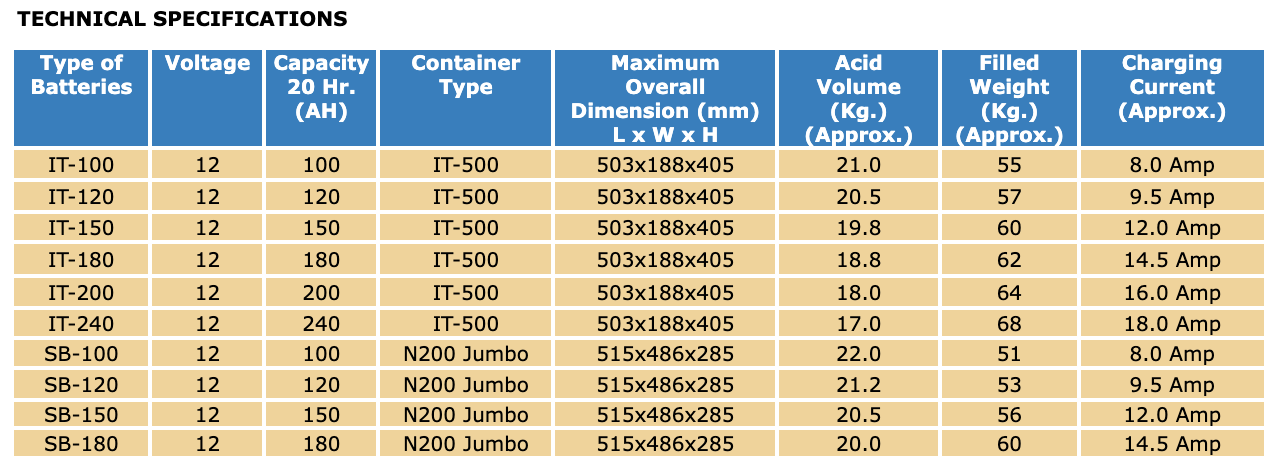 TECHNICAL SPECIFICATIONS
Type of Batteries Voltage Capacity 20 Hr. (AH) Container Type Maximum Overall Dimension (mm) L x W x H Acid Volume (Kg.) (Approx.) Filled Weight (Kg.) (Approx.) Charging Current (Approx.)
IT-100 12 100 IT-500 503x188x405 21.0 55 8.0 Amp
IT-120 12 120 IT-500 503x188x405 20.5 57 9.5 Amp
IT-150 12 150 IT-500 503x188x405 19.8 60 12.0 Amp
IT-180 12 180 IT-500 503x188x405 18.8 62 14.5 Amp
IT-200 12 200 IT-500 503x188x405 18.0 64 16.0 Amp
IT-240 12 240 IT-500 503x188x405 17.0 68 18.0 Amp
SB-100 12 100 N200 Jumbo 515x486x285 22.0 51 8.0 Amp
SB-120 12 120 N200 Jumbo 515x486x285 21.2 53 9.5 Amp
SB-150 12 150 N200 Jumbo 515x486x285 20.5 56 12.0 Amp
SB-180 12 180 N200 Jumbo 515x486x285 20.0 60 14.5 Amp